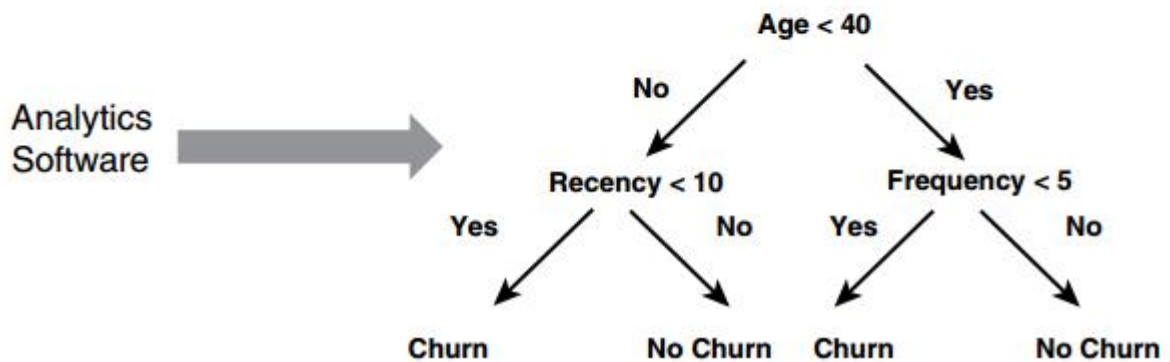 Age < 40
No
Yes
Analytics
Software
Recency < 10
Frequency < 5
Yes
No
Yes
No
Churn
No Churn
Churn
No Churn